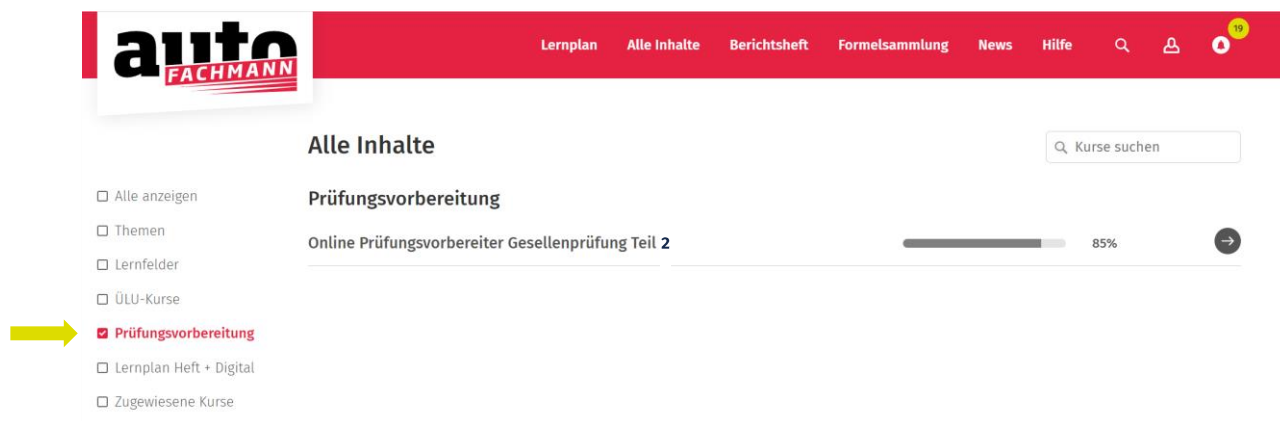 auto
FACHMANN
Lernplan Alle Inhalte Berichtsheft Formelsammlung News Hilfe 19
Alle Inhalte
Kurse suchen
Alle anzeigen
Themen
Lernfelder
ÜLU-Kurse
Prüfungsvorbereitung
Lernplan Heft + Digital
Zugewiesene Kurse
Prüfungsvorbereitung
Online Prüfungsvorbereiter Gesellenprüfung Teil 2 85%